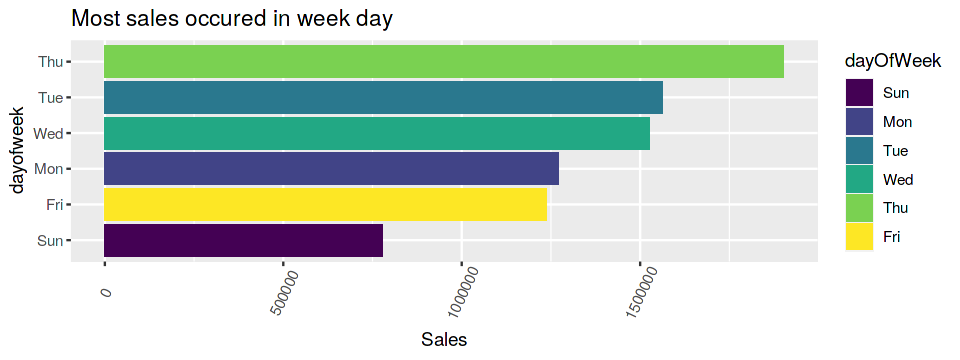 Most sales occured in week day
dayofweek
Thu
Tue
Wed
Mon
Fri
Sun
0
500000
1000000
1500000
Sales
dayOfWeek
Sun
Mon
Tue
Wed
Thu
Fri